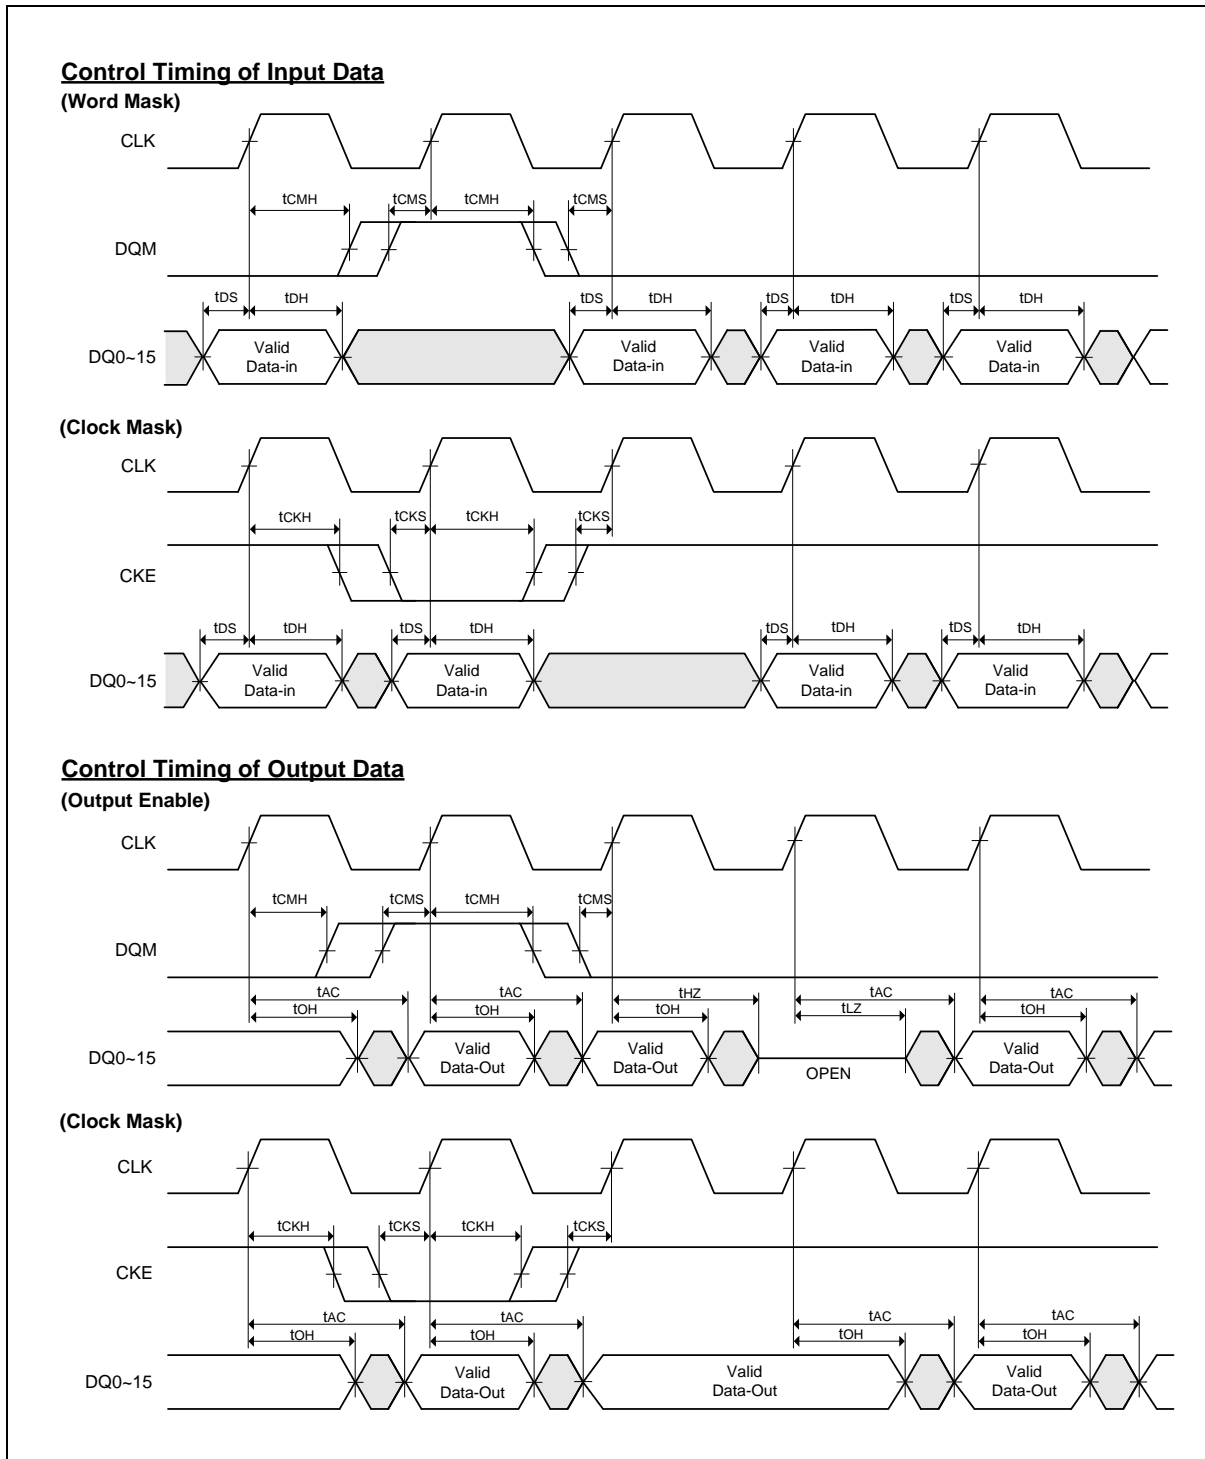 Control Timing of Input Data
(Word Mask)
CLK
tCMH tCMS tCMH tCMS
DQM
tDS tDH tDS tDH tDS tDH tDS tDH
DQ0~15
Valid Data-in
Valid Data-in
Valid Data-in
Valid Data-in
(Clock Mask)
CLK
tCKH tCKS tCKH tCKS
CKE
tDS tDH tDS tDH tDS tDH tDS tDH
DQ0~15
Valid Data-in
Valid Data-in
Valid Data-in
Valid Data-in
Control Timing of Output Data
(Output Enable)
CLK
tCMH tCMS tCMH tCMS
DQM
tAC tAC tHZ tAC tAC
tOH tOH tOH tLZ tOH
DQ0~15
Valid Data-Out
Valid Data-Out
OPEN
Valid Data-Out
(Clock Mask)
CLK
tCKH tCKS tCKH tCKS
CKE
tAC tAC tAC tAC
tOH tOH tOH tOH
DQ0~15
Valid Data-Out
Valid Data-Out
Valid Data-Out